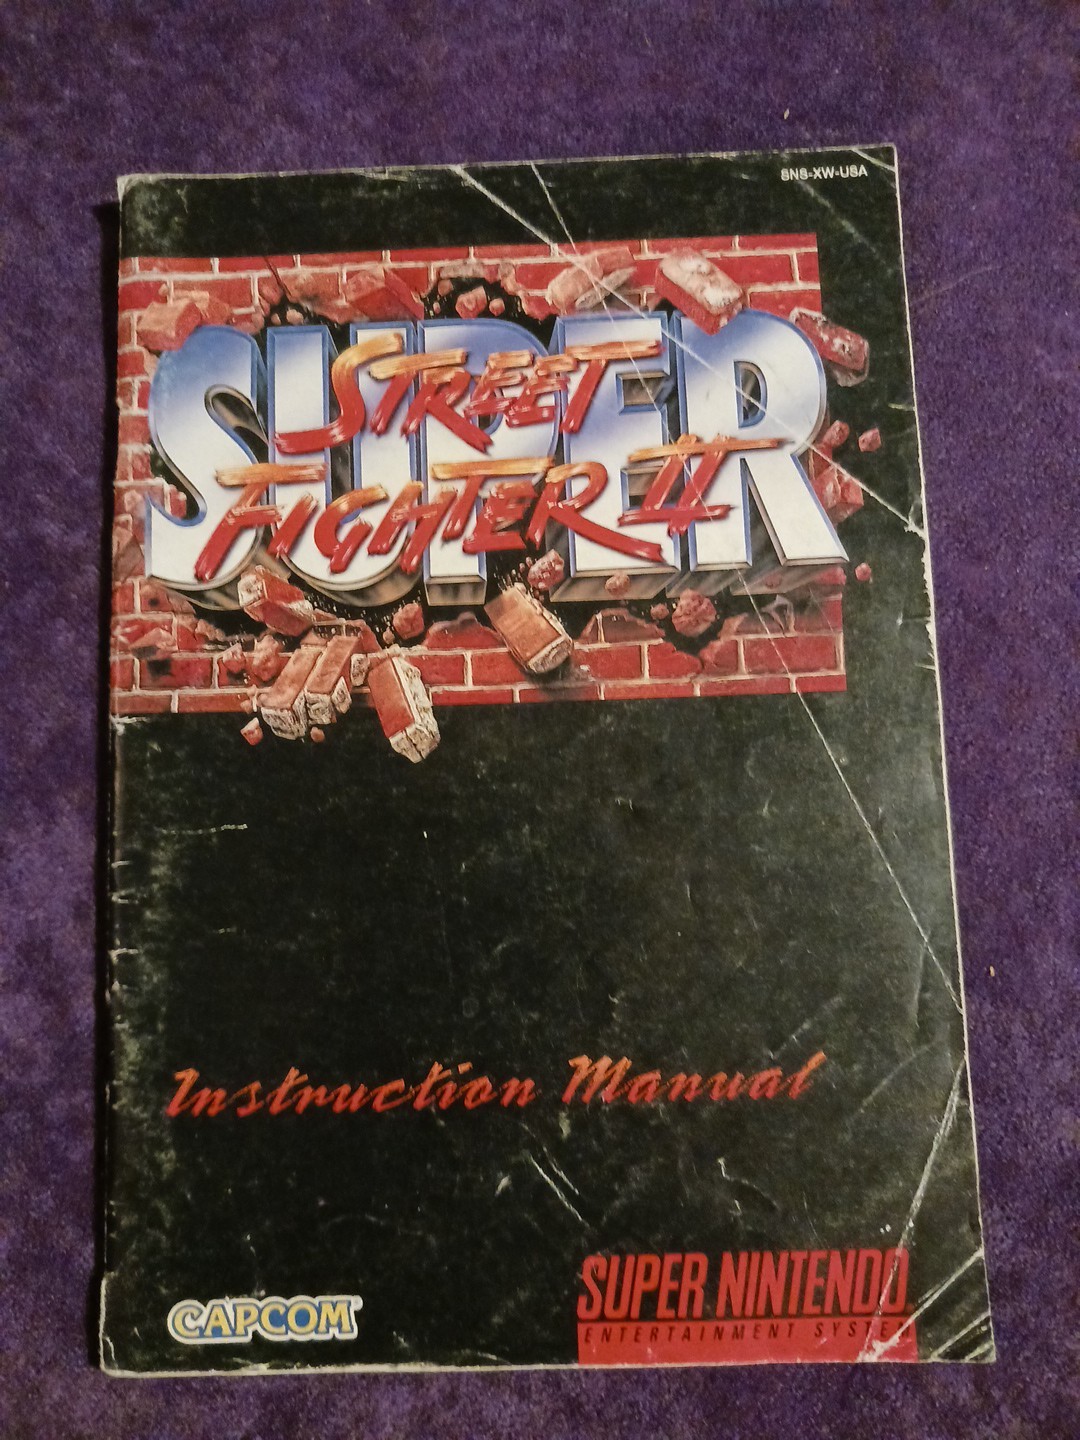 SNS-XW-USA
SUPER
STREET
FIGHTER II
Instruction Manual
CAPCOM
SUPER NINTENDO
ENTERTAINMENT SYSTEM